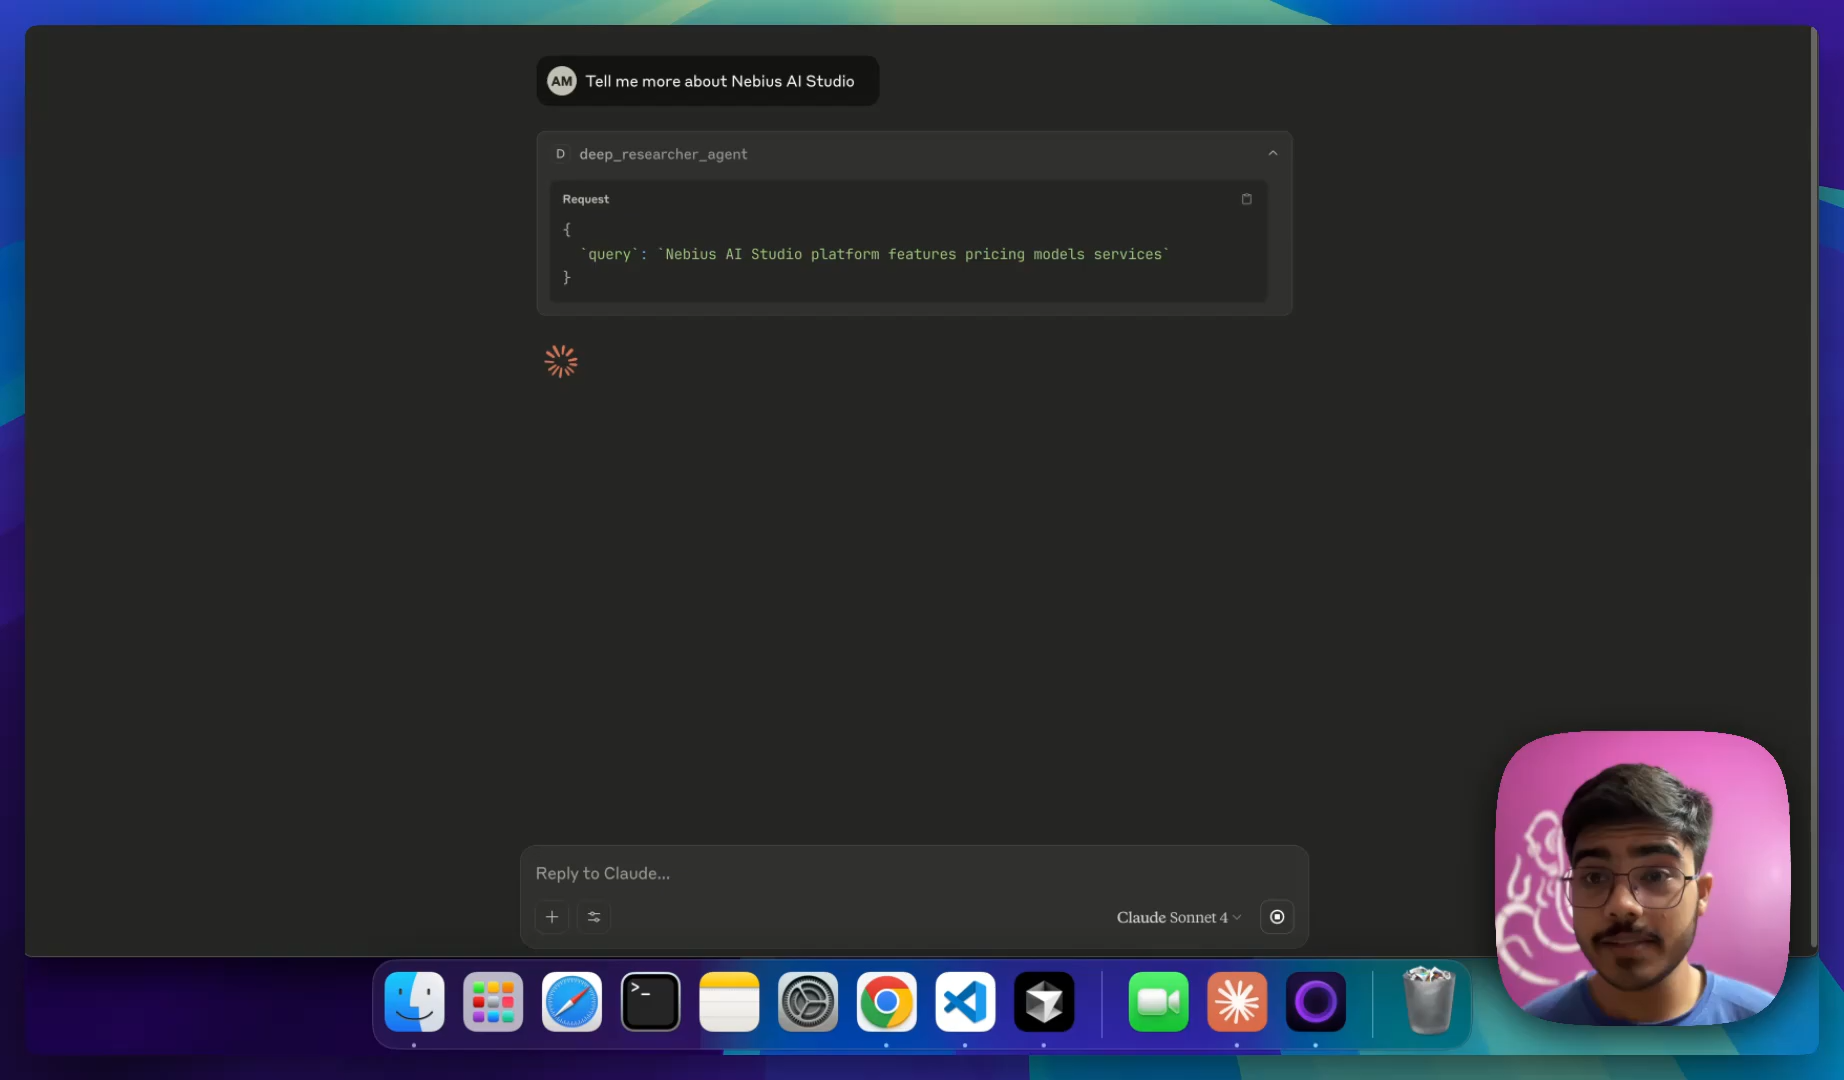 AM Tell me more about Nebius AI Studio
D deep_researcher_agent
Request
{
`query`: `Nebius AI Studio platform features pricing models services`
}
Reply to Claude...
Claude Sonnet 4
>_